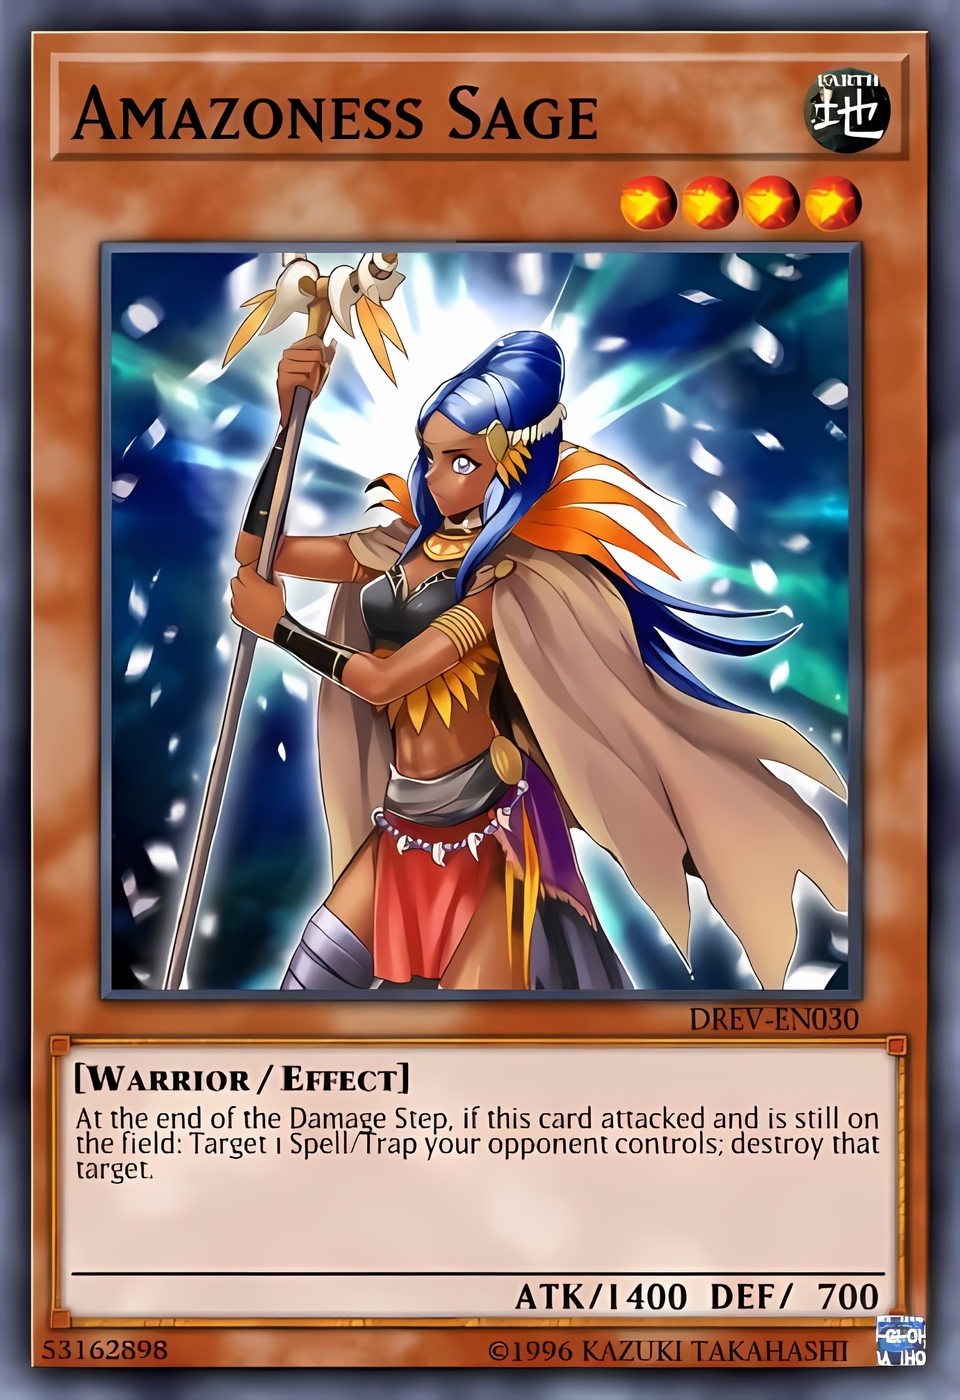 Amazoness Sage
EARTH
地
DREV-EN030
[Warrior / Effect]
At the end of the Damage Step, if this card attacked and is still on
the field: Target 1 Spell/Trap your opponent controls; destroy that
target.
ATK/1400 DEF/ 700
53162898
©1996 KAZUKI TAKAHASHI